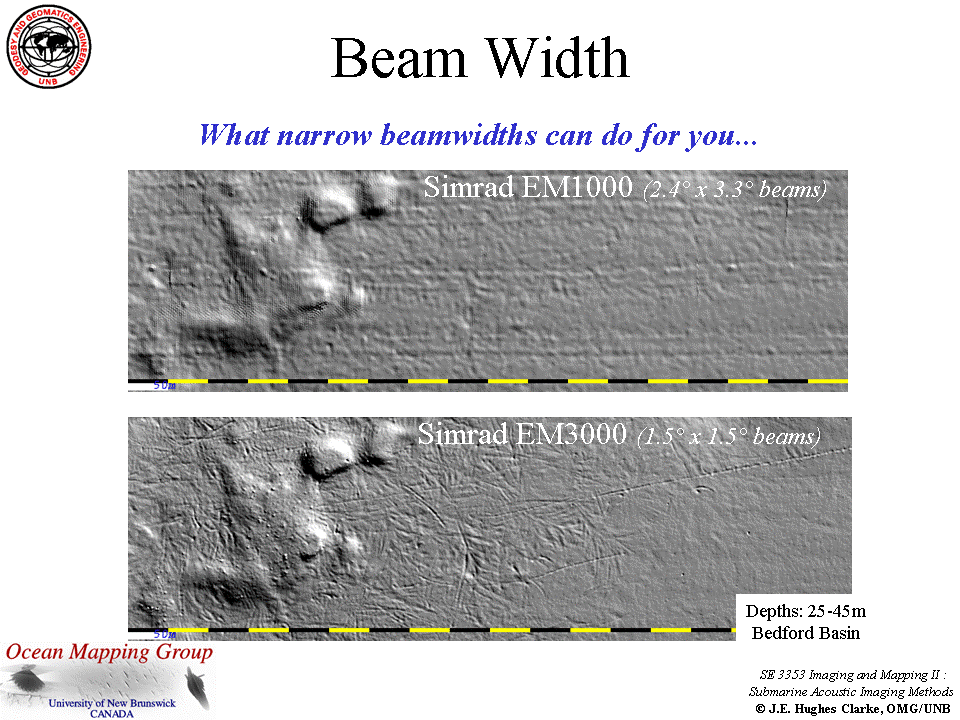 GEODESY AND GEOMATICS ENGINEERING
UNB
Beam Width
What narrow beamwidths can do for you...
Simrad EM1000 (2.4° x 3.3° beams)
50m
Simrad EM3000 (1.5° x 1.5° beams)
50m
Depths: 25-45m
Bedford Basin
Ocean Mapping Group
University of New Brunswick
CANADA
SE 3353 Imaging and Mapping II :
Submarine Acoustic Imaging Methods
© J.E. Hughes Clarke, OMG/UNB